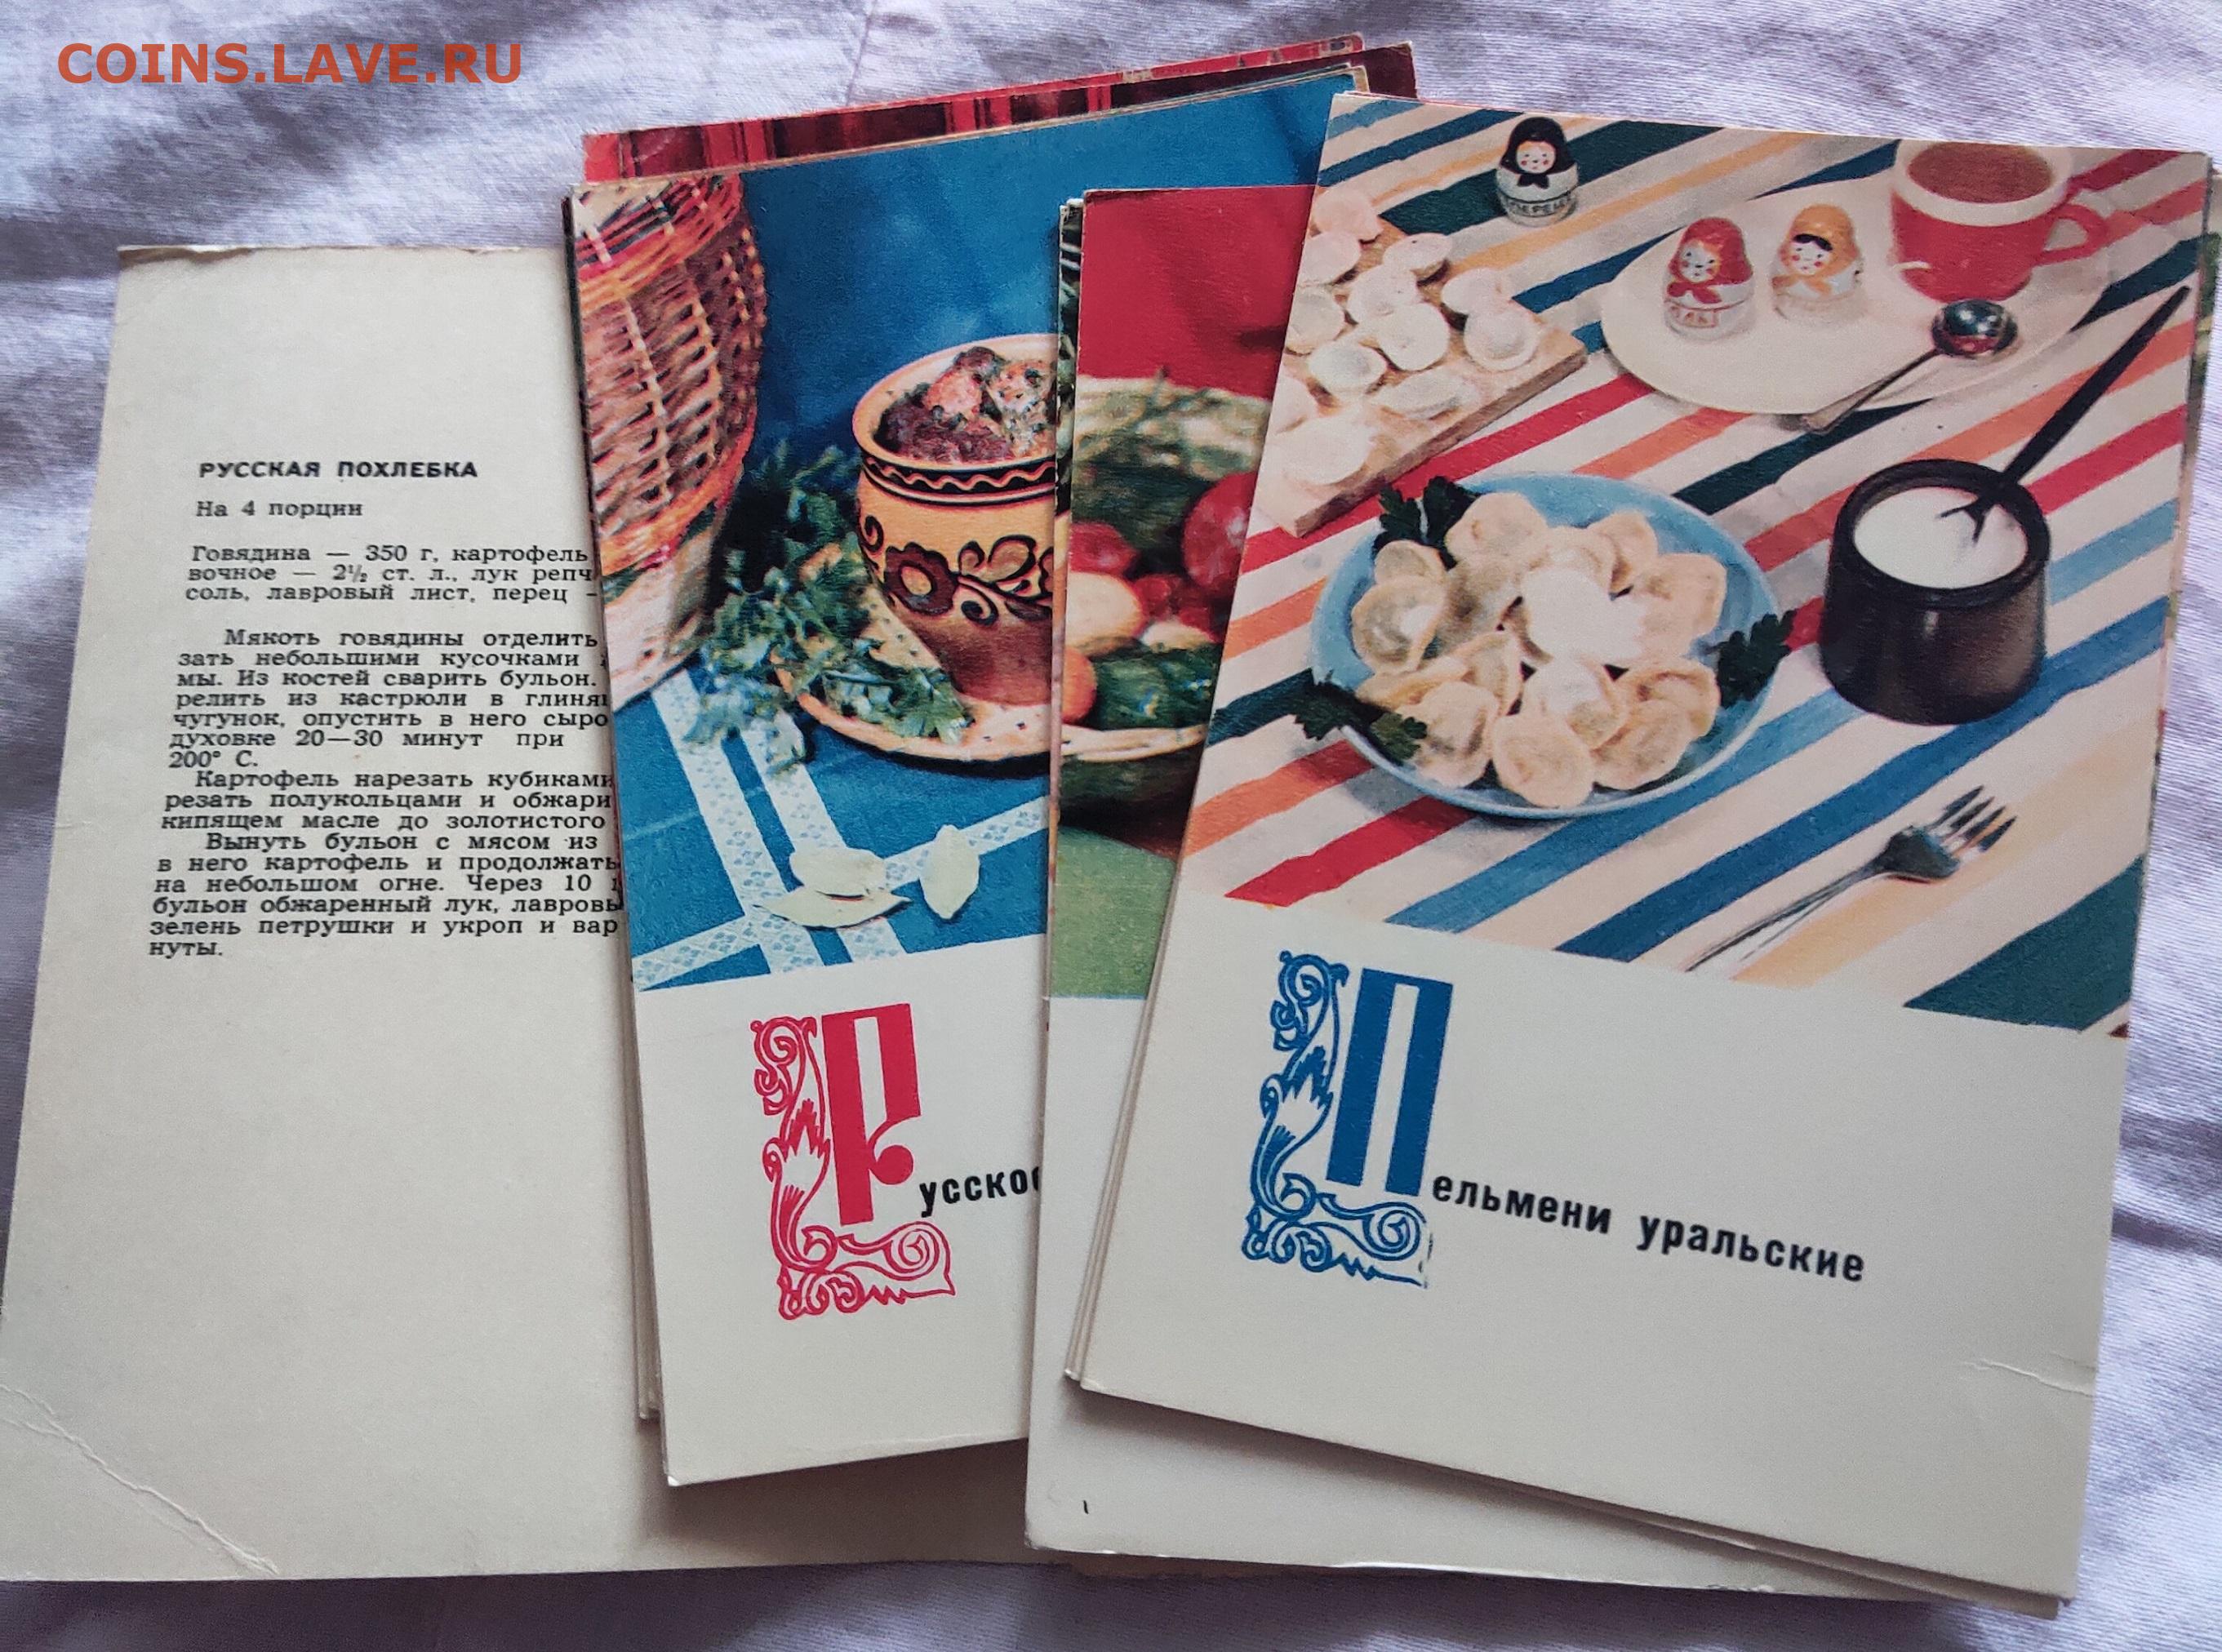 COINS.LAVE.RU
РУССКАЯ ПОХЛЕБКА
На 4 порции
Говядина — 350 г, картофель
вочное — 2½ ст. л., лук репч
соль, лавровый лист, перец —
Мякоть говядины отделить
зать небольшими кусочками
мы. Из костей сварить бульон.
релить из кастрюли в глиня
чугунок, опустить в него сыро
духовке 20—30 минут при
200° С.
Картофель нарезать кубиками
резать полукольцами и обжари
кипящем масле до золотистого
Вынуть бульон с мясом из
в него картофель и продолжать
на небольшом огне. Через 10
бульон обжаренный лук, лавровы
зелень петрушки и укроп и вар
нуты.
Русское
Пельмени уральские